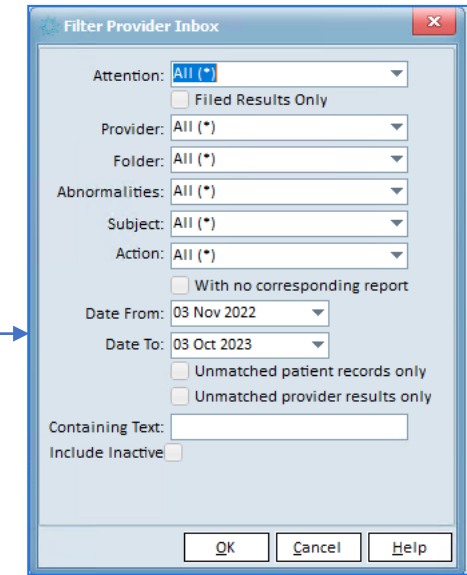 Filter Provider Inbox
Attention: All (*)
Filed Results Only
Provider: All (*)
Folder: All (*)
Abnormalities: All (*)
Subject: All (*)
Action: All (*)
With no corresponding report
Date From: 03 Nov 2022
Date To: 03 Oct 2023
Unmatched patient records only
Unmatched provider results only
Containing Text:
Include Inactive
OK Cancel Help